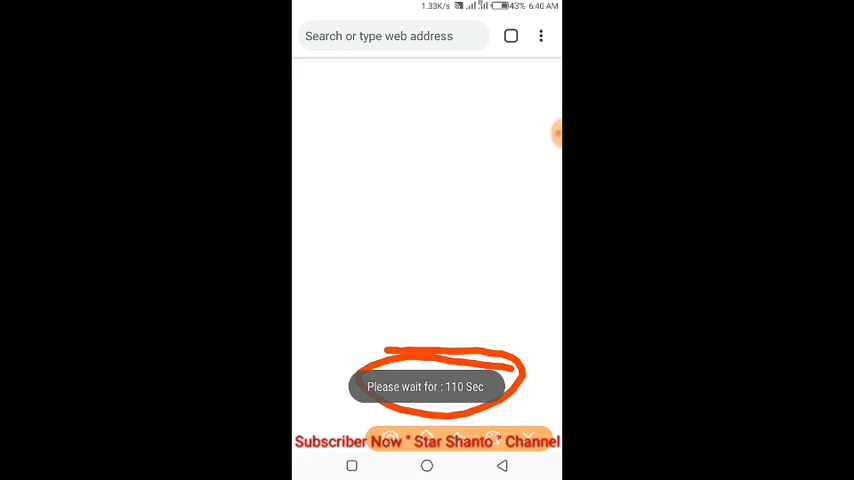 1.33K/s 43% 6:40 AM
Search or type web address
Please wait for : 110 Sec
Subscriber Now " Star Shanto " Channel